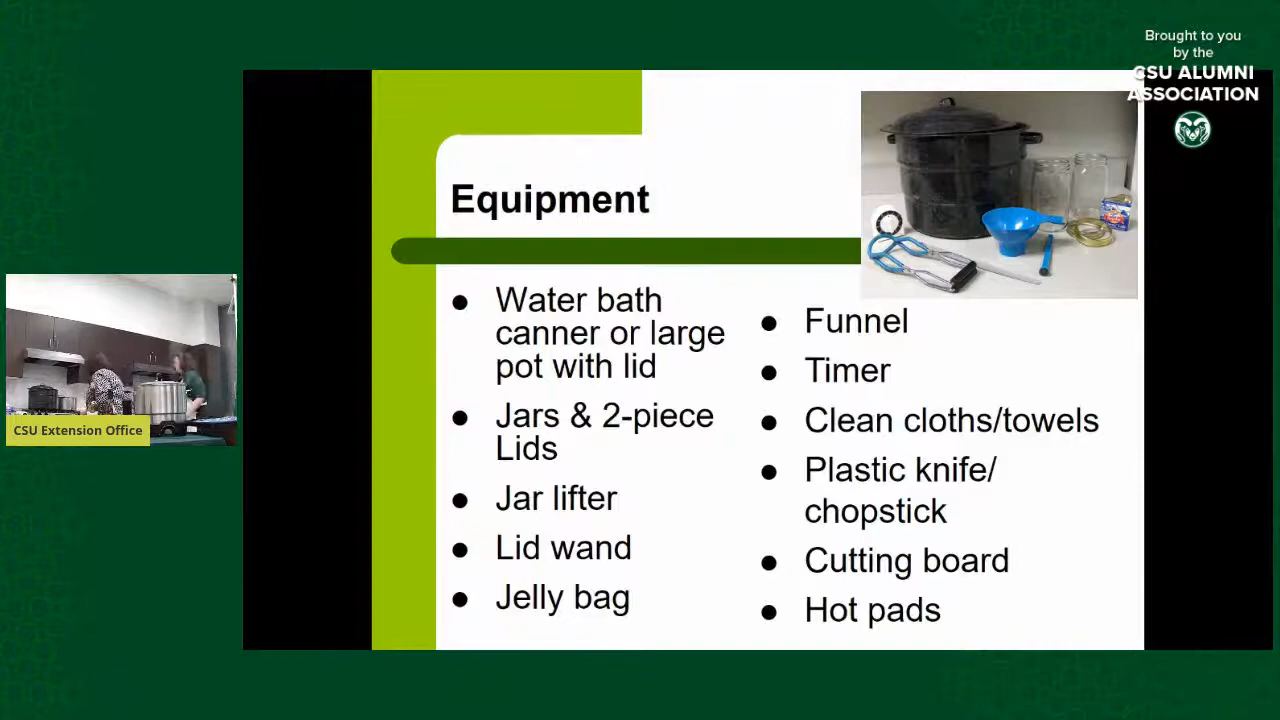 Brought to you
by the
CSU ALUMNI
ASSOCIATION
Equipment
● Water bath
canner or large
pot with lid
● Jars & 2-piece
Lids
● Jar lifter
● Lid wand
● Jelly bag
● Funnel
● Timer
● Clean cloths/towels
● Plastic knife/
chopstick
● Cutting board
● Hot pads
CSU Extension Office